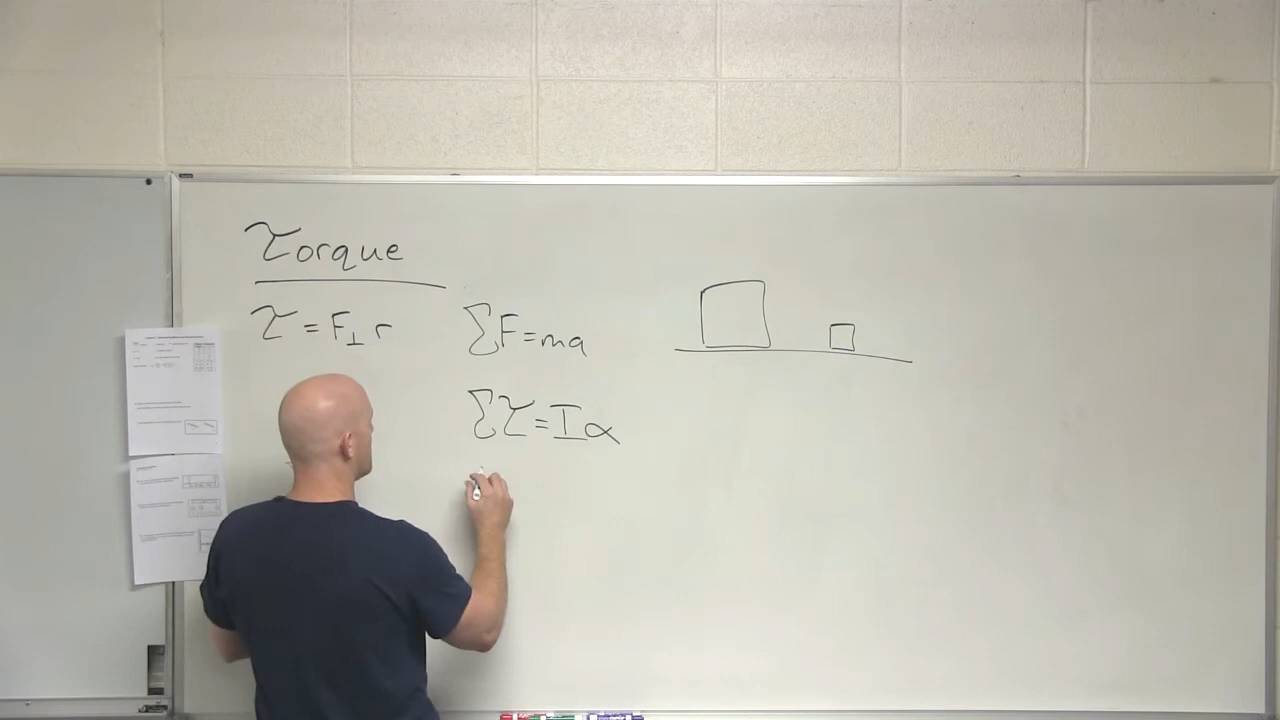 τorque
τ = F⊥ r
∑F = ma
∑τ = Iα